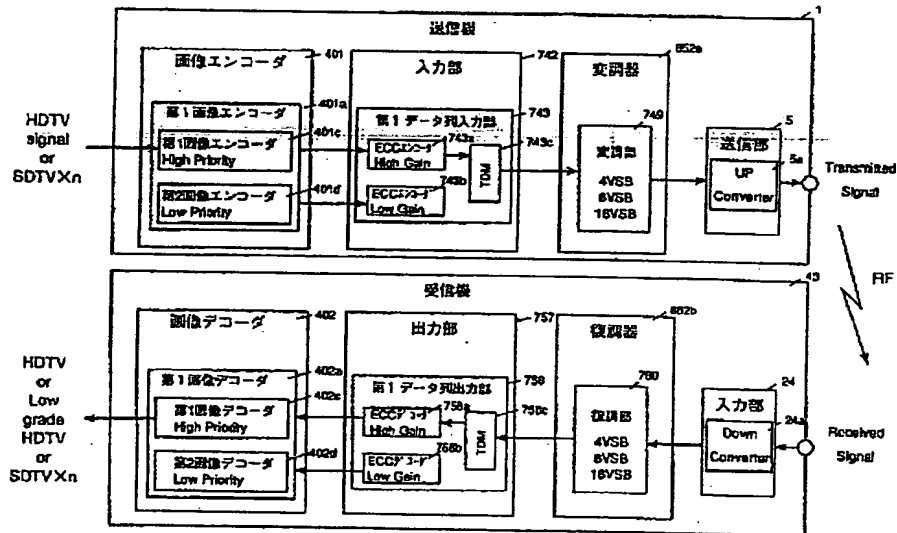 1
送信機
画像エンコーダ
401
入力部
742
変調器
852a
HDTV
signal
or
SDTV×n
第1画像エンコーダ
401a
第1画像エンコーダ
High Priority
401c
第2画像エンコーダ
Low Priority
401d
第1データ列入力部
743
ECCエンコーダ
High Gain
743a
ECCエンコーダ
Low Gain
743b
TDM
743c
749
変調部
4VSB
8VSB
16VSB
5
送信部
5a
UP
Converter
Transmitted
Signal
RF
43
受信機
画像デコーダ
402
出力部
757
復調器
852b
HDTV
or
Low
grade
HDTV
or
SDTV×n
第1画像デコーダ
402a
第1画像デコーダ
High Priority
402c
第2画像デコーダ
Low Priority
402d
第1データ列出力部
758
ECCデコーダ
High Gain
758a
ECCデコーダ
Low Gain
758b
TDM
758c
760
復調部
4VSB
8VSB
16VSB
24
入力部
24a
Down
Converter
Received
Signal